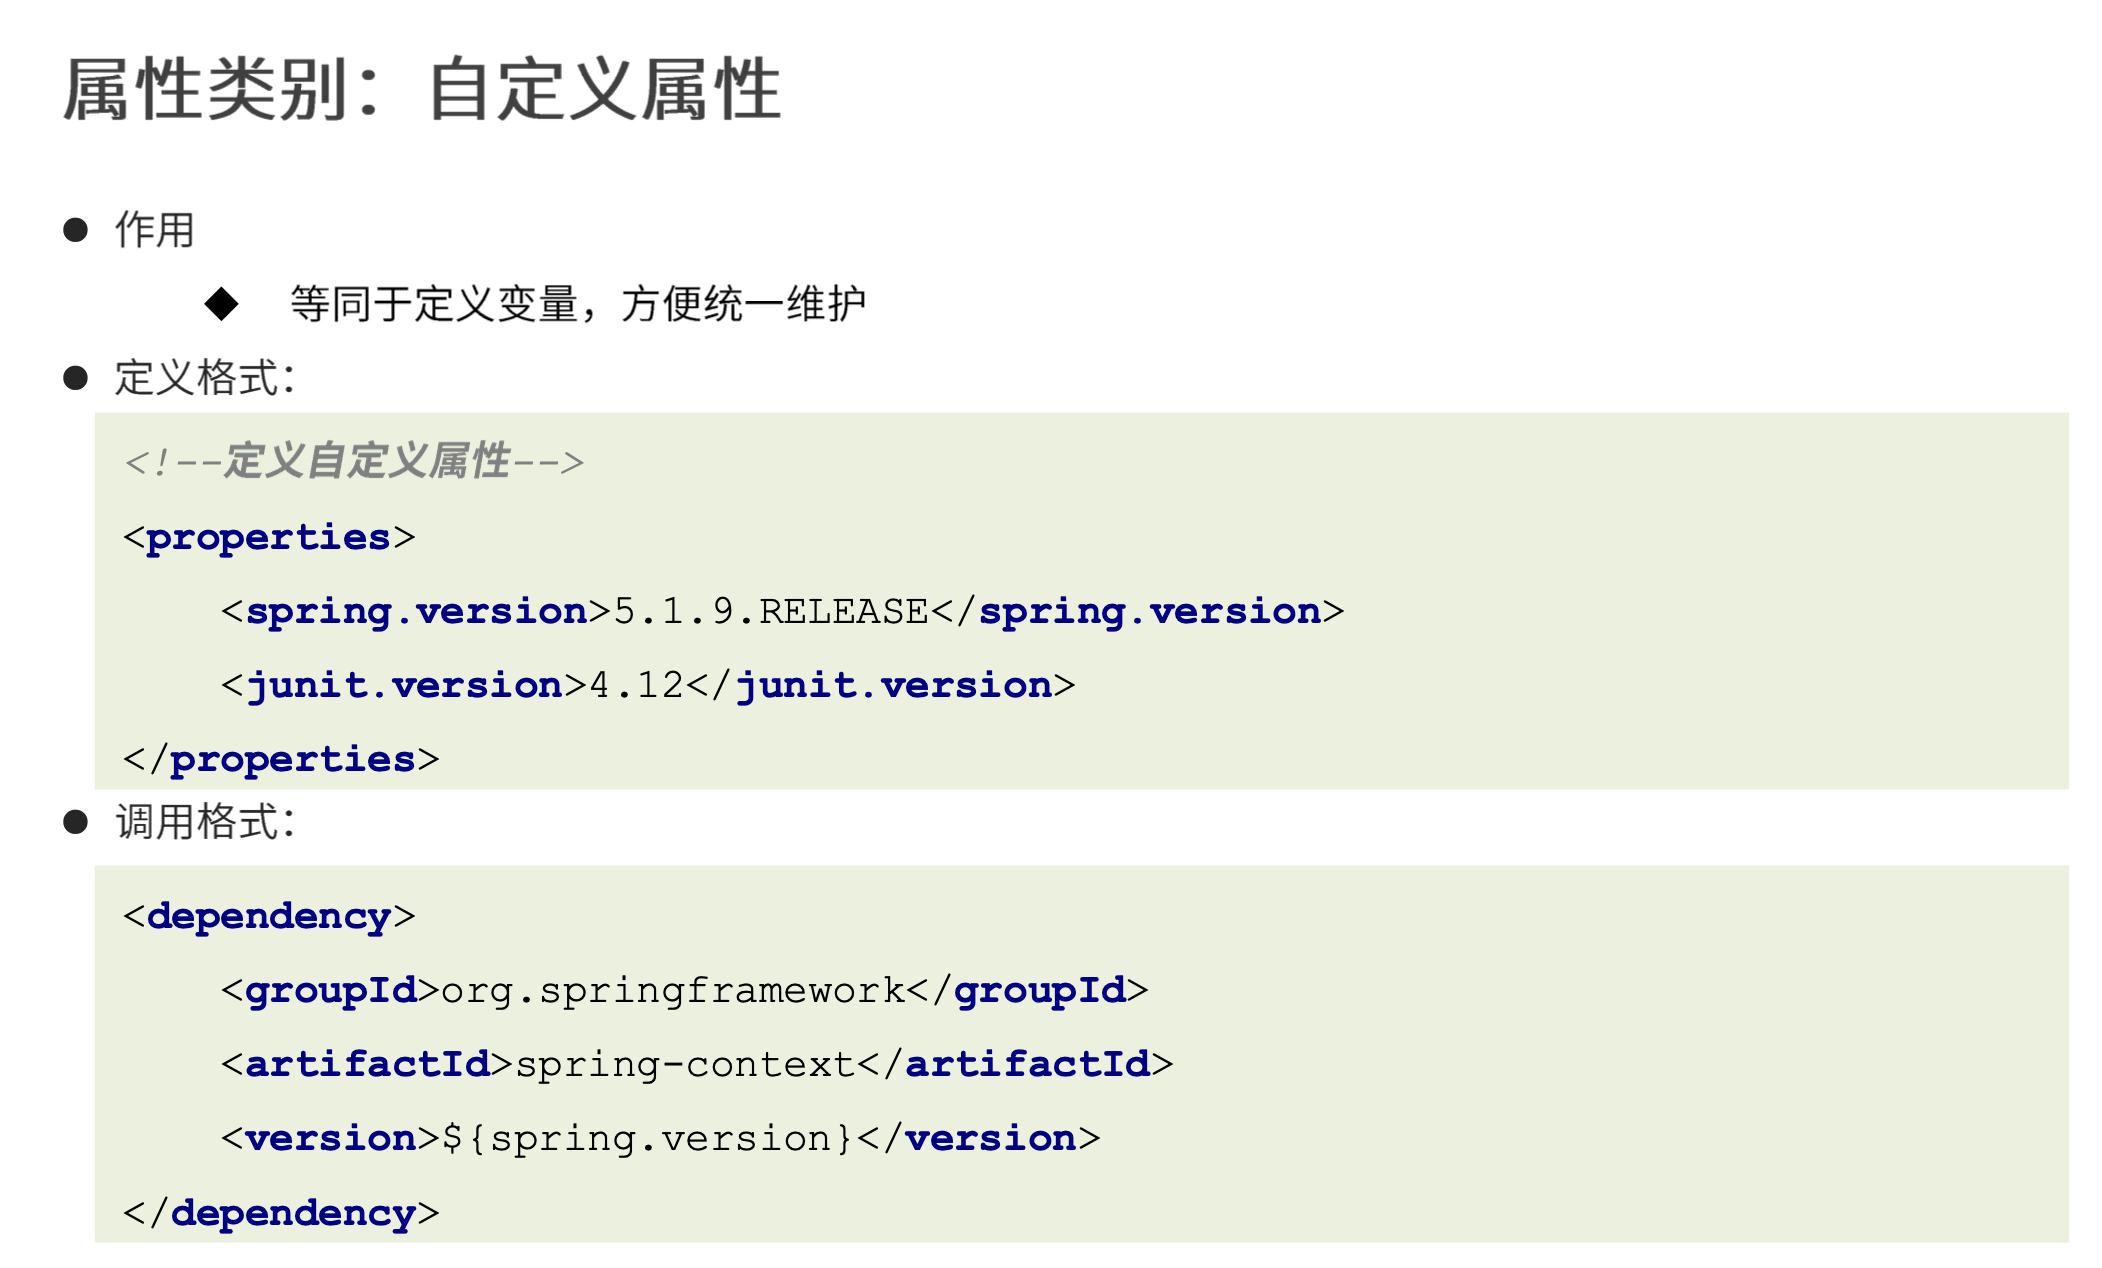 属性类别：自定义属性
● 作用
◆ 等同于定义变量，方便统一维护
● 定义格式：
<!--定义自定义属性-->
<properties>
    <spring.version>5.1.9.RELEASE</spring.version>
    <junit.version>4.12</junit.version>
</properties>
● 调用格式：
<dependency>
    <groupId>org.springframework</groupId>
    <artifactId>spring-context</artifactId>
    <version>${spring.version}</version>
</dependency>